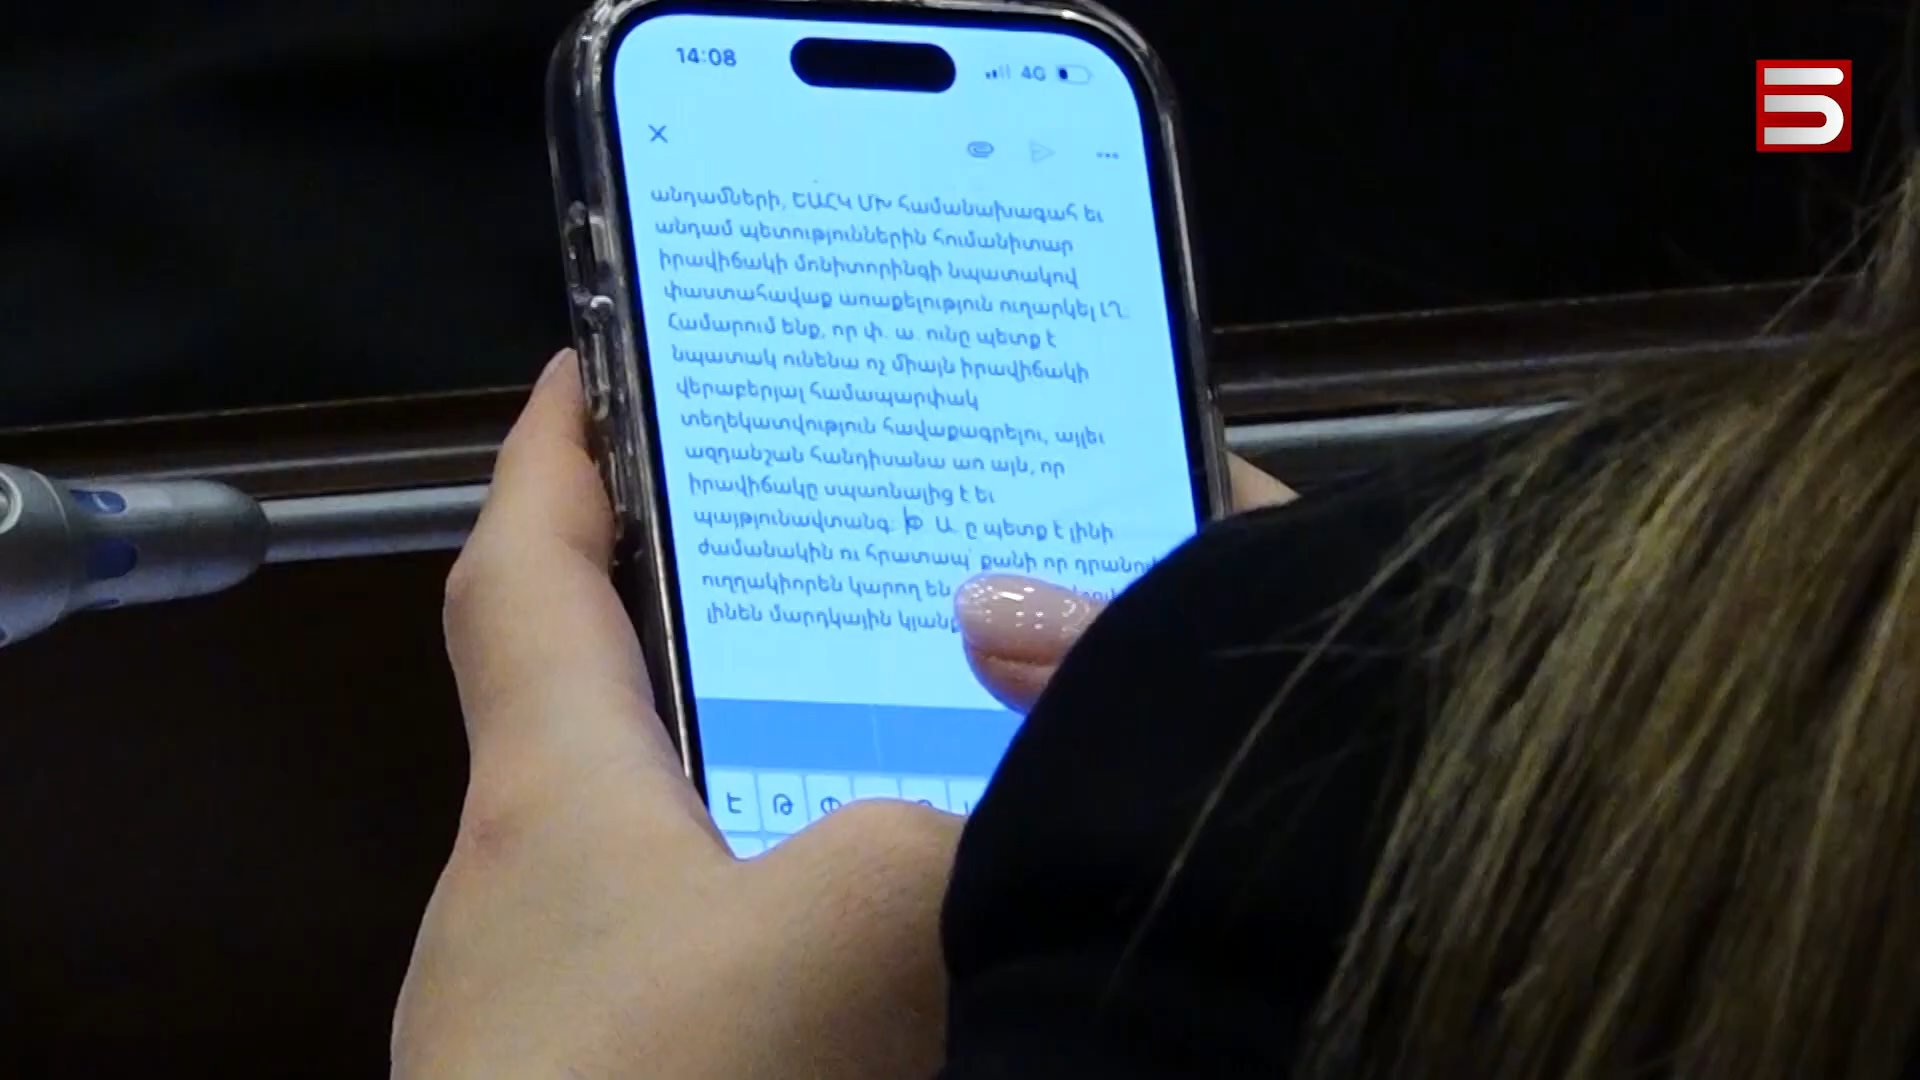 14:08
4G
անդամների, ԵԱՀԿ ՄԽ համանախագահ եւ
անդամ պետություններին հումանիտար
իրավիճակի մոնիտորինգի նպատակով
փաստահավաք առաքելություն ուղարկել ԼՂ:
Համարում ենք, որ փ. ա. ունը պետք է
նպատակ ունենա ոչ միայն իրավիճակի
վերաբերյալ համապարփակ
տեղեկատվություն հավաքագրելու, այլեւ
ազդանշան հանդիսանա առ այն, որ
իրավիճակը սպառնալից է եւ
պայթյունավտանգ: Փ. Ա. ը պետք է լինի
ժամանակին ու հրատապ՝ քանի որ դրանով
ուղղակիորեն կարող են
լինեն մարդկային
Է Թ Փ
5